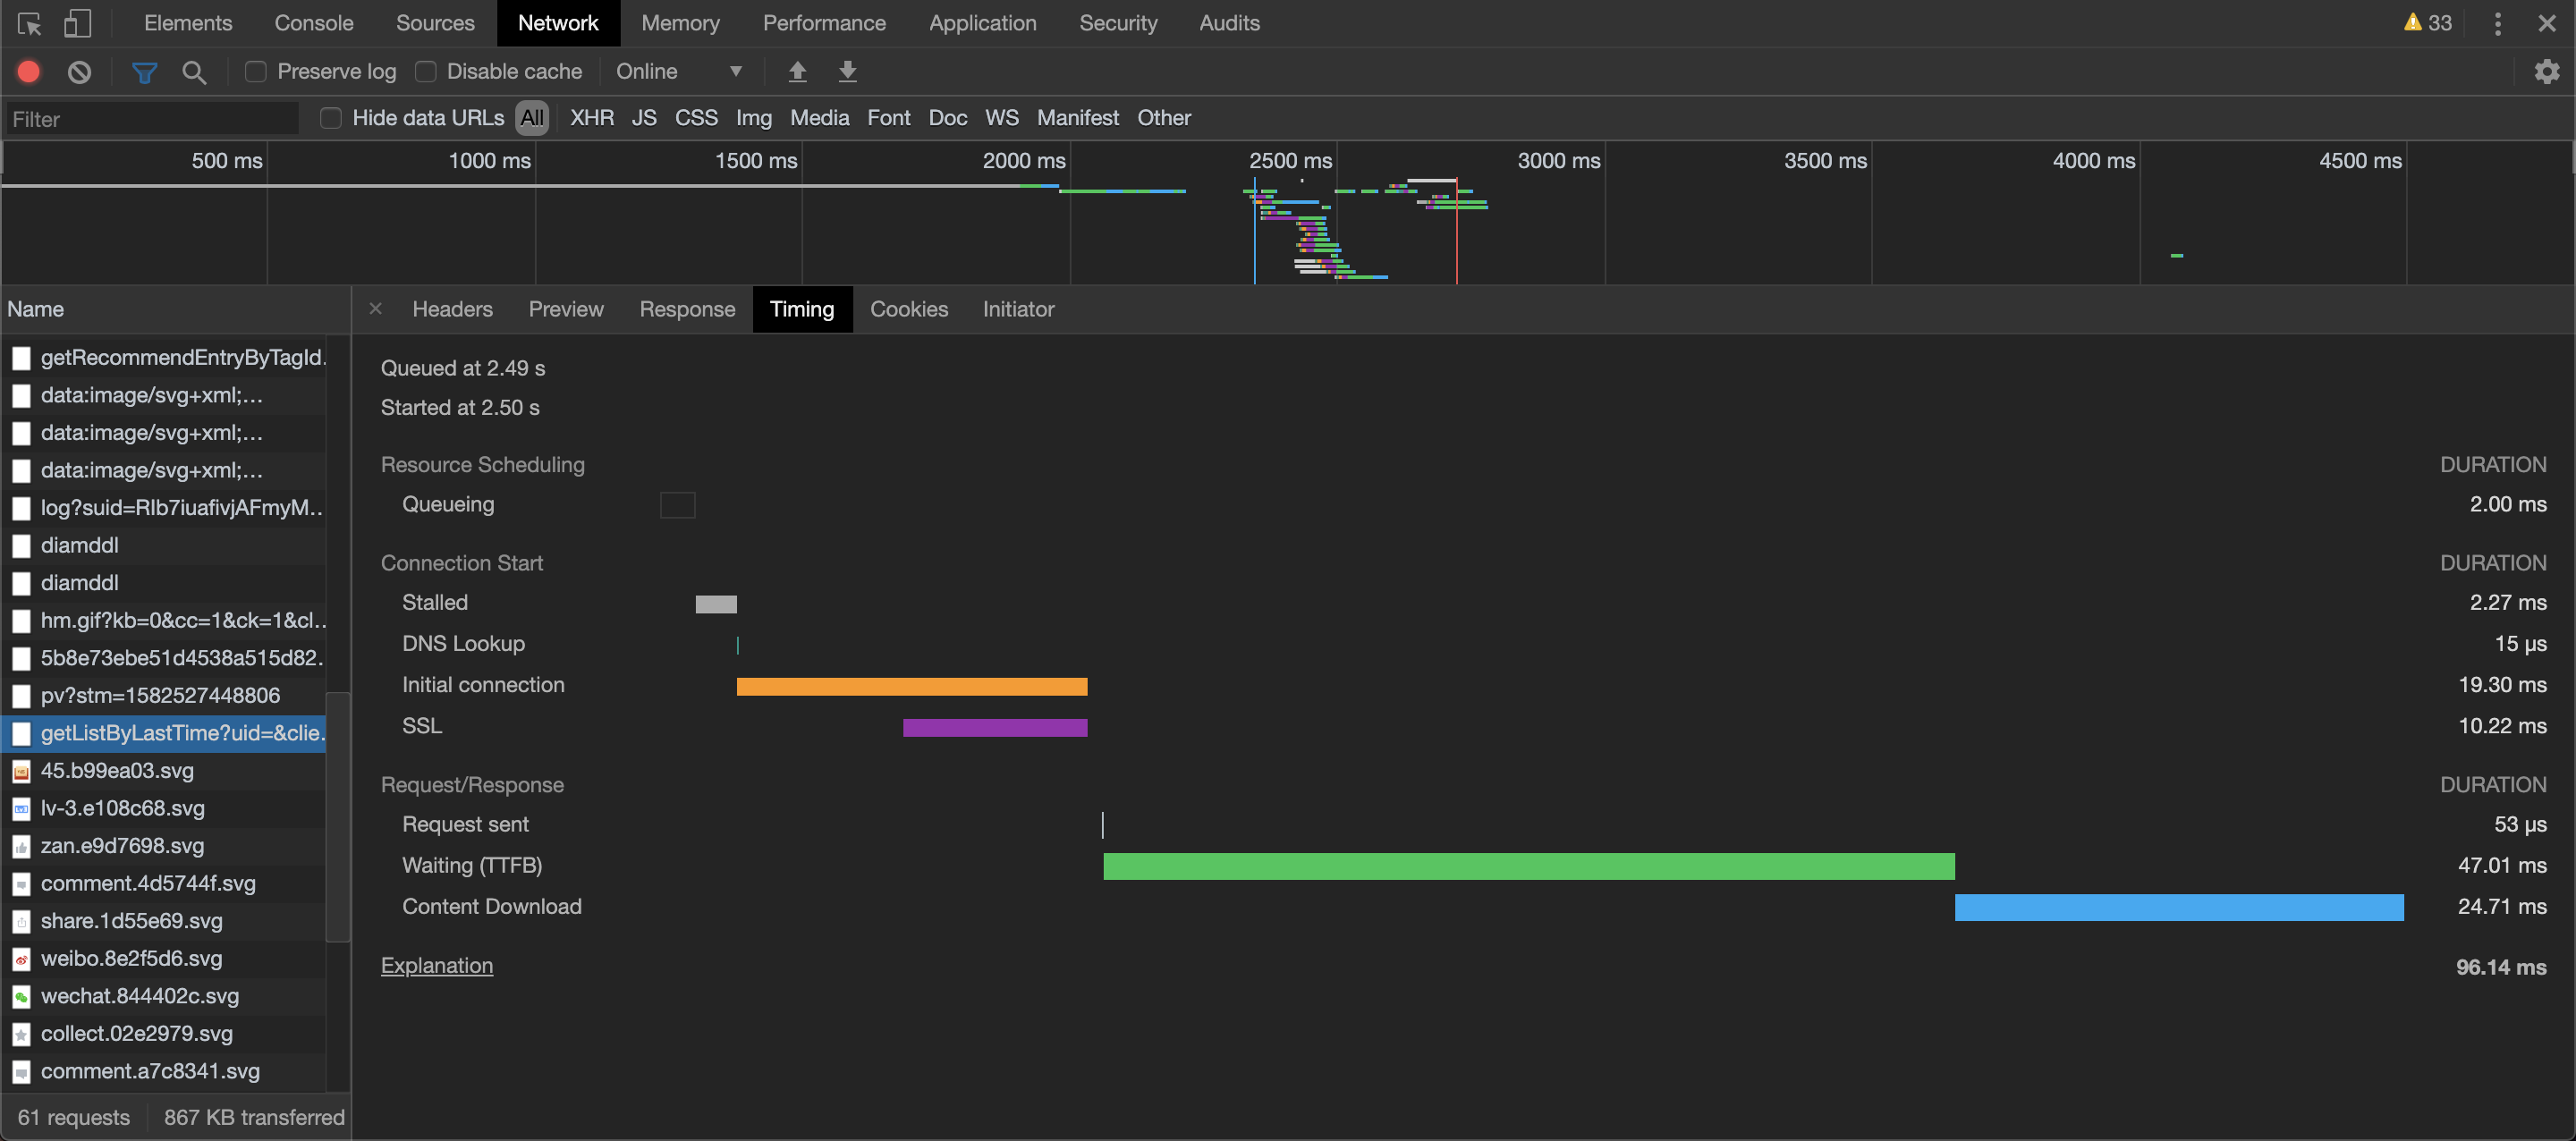 Elements Console Sources Network Memory Performance Application Security Audits 33
Preserve log Disable cache Online
Filter Hide data URLs All XHR JS CSS Img Media Font Doc WS Manifest Other
500 ms 1000 ms 1500 ms 2000 ms 2500 ms 3000 ms 3500 ms 4000 ms 4500 ms
Name
Headers Preview Response Timing Cookies Initiator
getRecommendEntryByTagId.
data:image/svg+xml;…
data:image/svg+xml;…
data:image/svg+xml;…
log?suid=RIb7iuafivjAFmyM..
diamddl
diamddl
hm.gif?kb=0&cc=1&ck=1&cl..
5b8e73ebe51d4538a515d82.
pv?stm=1582527448806
getListByLastTime?uid=&clie.
45.b99ea03.svg
lv-3.e108c68.svg
zan.e9d7698.svg
comment.4d5744f.svg
share.1d55e69.svg
weibo.8e2f5d6.svg
wechat.844402c.svg
collect.02e2979.svg
comment.a7c8341.svg
61 requests 867 KB transferred
Queued at 2.49 s
Started at 2.50 s
Resource Scheduling DURATION
Queueing 2.00 ms
Connection Start DURATION
Stalled 2.27 ms
DNS Lookup 15 μs
Initial connection 19.30 ms
SSL 10.22 ms
Request/Response DURATION
Request sent 53 μs
Waiting (TTFB) 47.01 ms
Content Download 24.71 ms
Explanation 96.14 ms